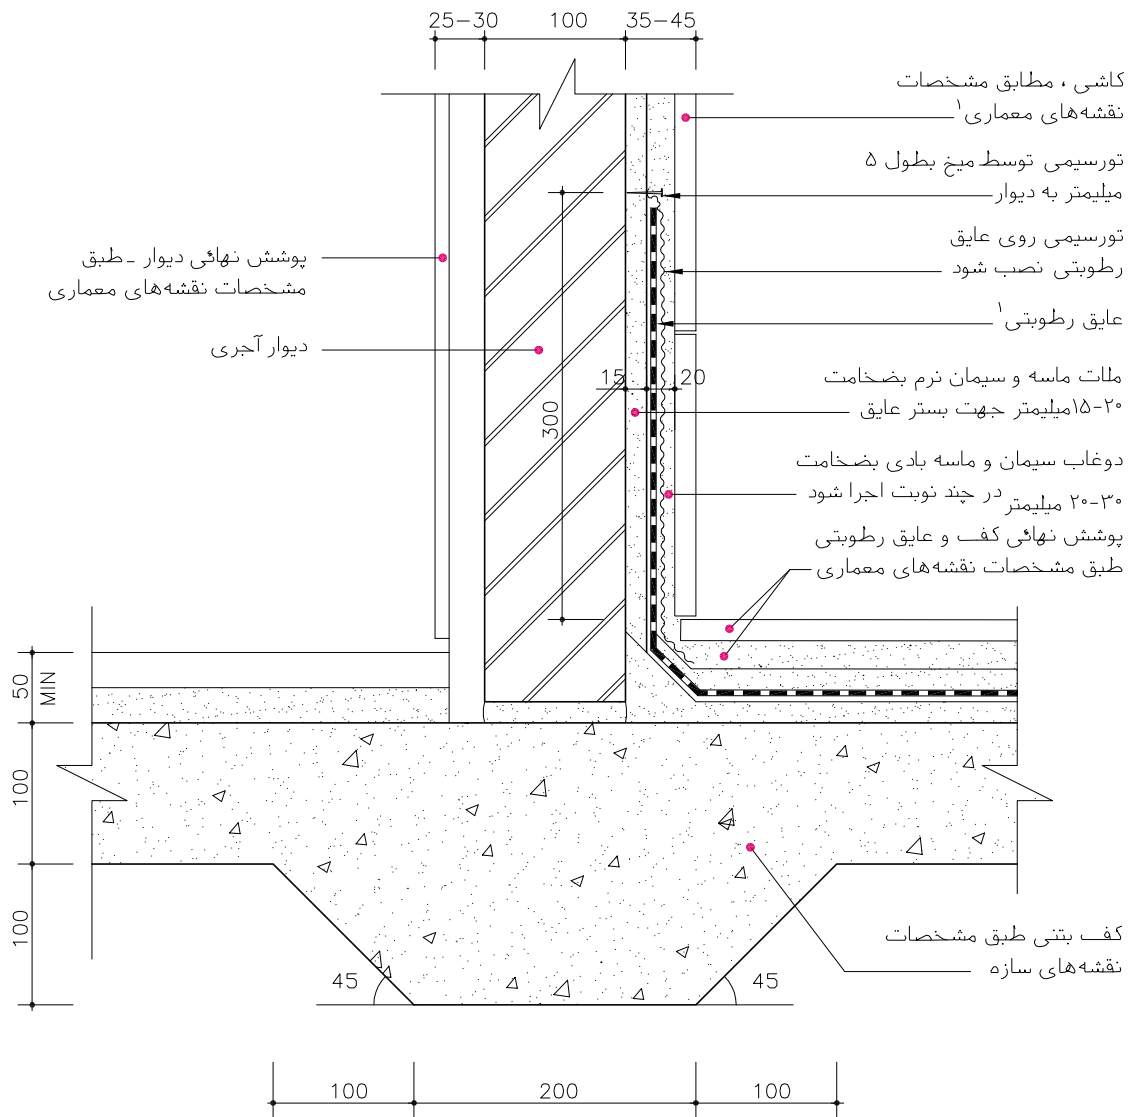 25-30
100
35-45
کاشی ، مطابق مشخصات
نقشه‌های معماری۱
تورسیمی توسط میخ بطول ۵
میلیمتر به دیوار
تورسیمی روی عایق
رطوبتی نصب شود
عایق رطوبتی۱
ملات ماسه و سیمان نرم بضخامت
۱۵-۲۰میلیمتر جهت بستر عایق
دوغاب سیمان و ماسه بادی بضخامت
۲۰-۳۰ میلیمتر در چند نوبت اجرا شود
پوشش نهائی کف و عایق رطوبتی
طبق مشخصات نقشه‌های معماری
پوشش نهائی دیوار - طبق
مشخصات نقشه‌های معماری
دیوار آجری
15
20
300
50
MIN
100
100
کف بتنی طبق مشخصات
نقشه‌های سازه
45
45
100
200
100